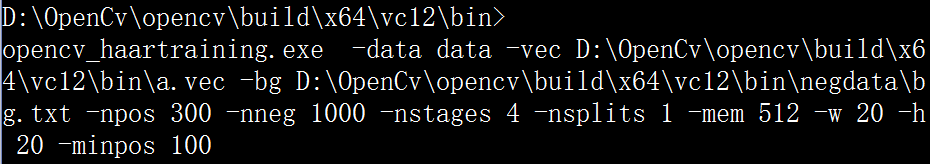 D:\OpenCv\opencv\build\x64\vc12\bin>
opencv_haartraining.exe  -data data -vec D:\OpenCv\opencv\build\x6
4\vc12\bin\a.vec -bg D:\OpenCv\opencv\build\x64\vc12\bin\negdata\b
g.txt -npos 300 -nneg 1000 -nstages 4 -nsplits 1 -mem 512 -w 20 -h
 20 -minpos 100